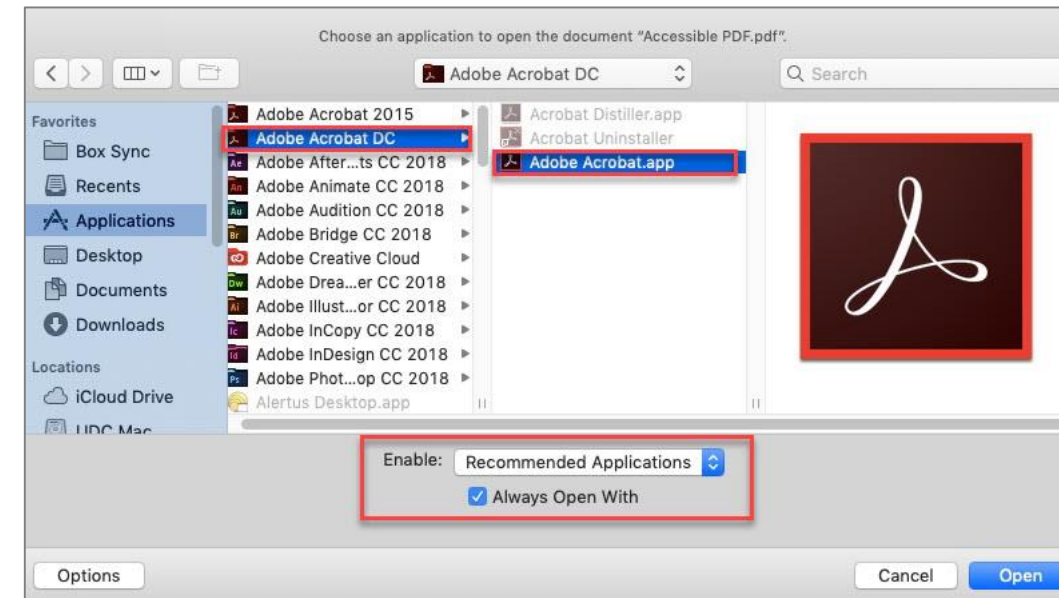 Choose an application to open the document “Accessible PDF.pdf”.
Adobe Acrobat DC
Search
Favorites
Box Sync
Recents
Applications
Desktop
Documents
Downloads
Locations
iCloud Drive
UDC Mac
Adobe Acrobat 2015
Adobe Acrobat DC
Adobe After...ts CC 2018
Adobe Animate CC 2018
Adobe Audition CC 2018
Adobe Bridge CC 2018
Adobe Creative Cloud
Adobe Drea...er CC 2018
Adobe Illust...or CC 2018
Adobe InCopy CC 2018
Adobe InDesign CC 2018
Adobe Phot...op CC 2018
Alertus Desktop.app
Acrobat Distiller.app
Acrobat Uninstaller
Adobe Acrobat.app
Enable: Recommended Applications
Always Open With
Options
Cancel
Open